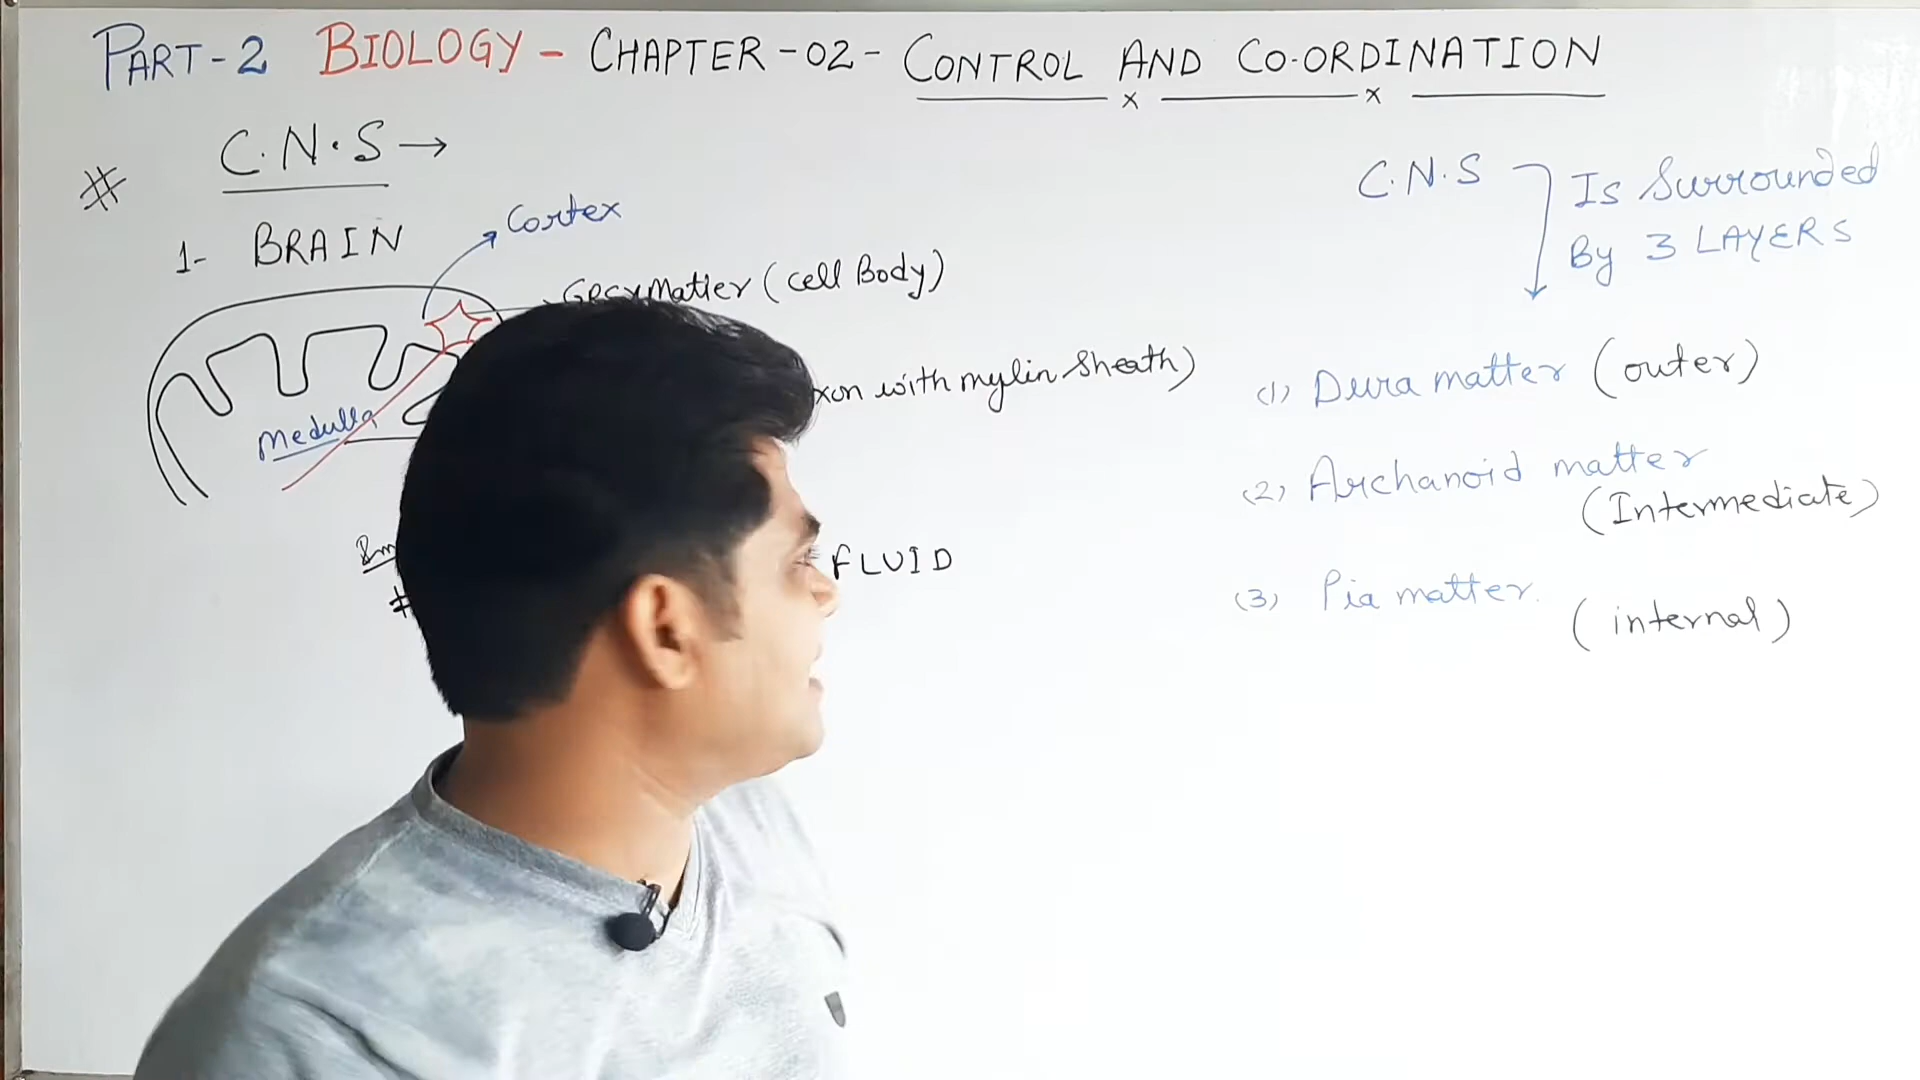 PART-2 BIOLOGY - CHAPTER-02- CONTROL AND CO-ORDINATION
# C.N.S →
1- BRAIN
Cortex
Grey Matter (cell Body)
with mylin Sheath)
Medulla
FLUID
C.N.S Is Surrounded
By 3 LAYERS
(1) Dura matter (outer)
(2) Archanoid matter
(Intermediate)
(3) Pia matter.
(internal)